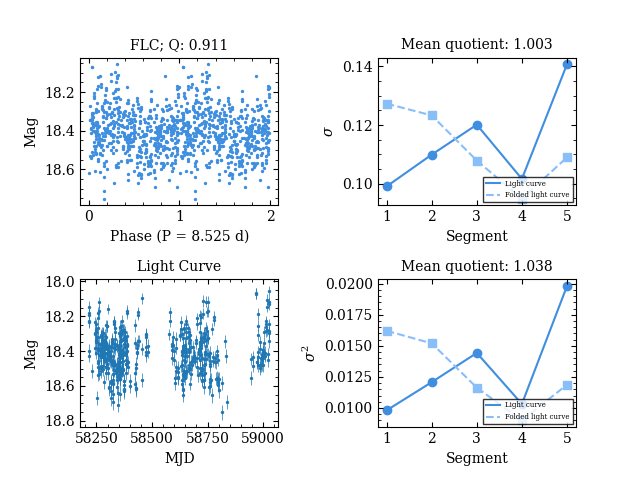 FLC; Q: 0.911
Mag
18.2
18.4
18.6
0
1
2
Phase (P = 8.525 d)
Mean quotient: 1.003
σ
0.14
0.12
0.10
Light curve
Folded light curve
1
2
3
4
5
Segment
Light Curve
Mag
18.0
18.2
18.4
18.6
18.8
58250
58500
58750
59000
MJD
Mean quotient: 1.038
σ²
0.0200
0.0175
0.0150
0.0125
0.0100
Light curve
Folded light curve
1
2
3
4
5
Segment